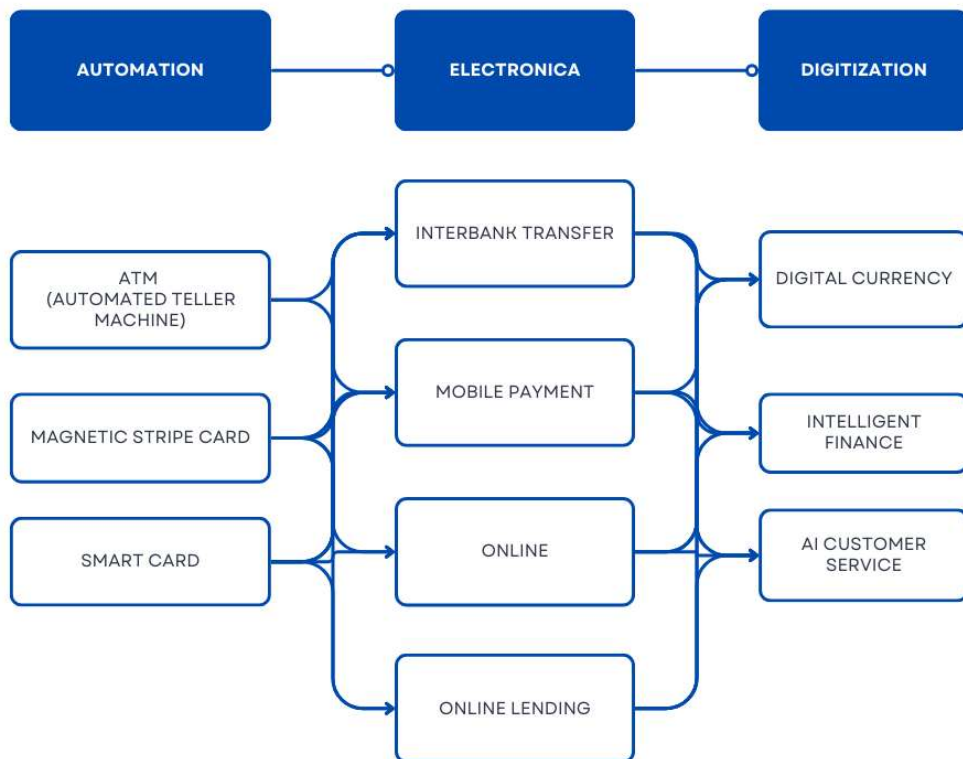 AUTOMATION
ELECTRONICA
DIGITIZATION
ATM
(AUTOMATED TELLER
MACHINE)
MAGNETIC STRIPE CARD
SMART CARD
INTERBANK TRANSFER
MOBILE PAYMENT
ONLINE
ONLINE LENDING
DIGITAL CURRENCY
INTELLIGENT
FINANCE
AI CUSTOMER
SERVICE